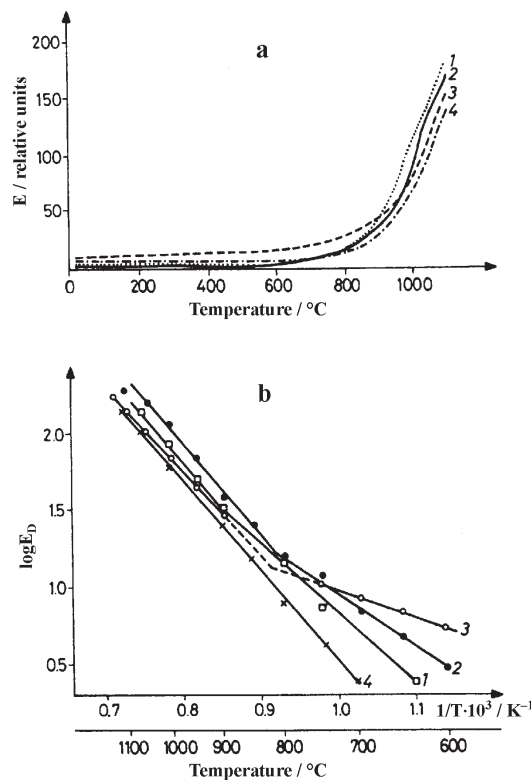 a
200
150
100
50
E / relative units
1
2
3
4
0 200 400 600 800 1000
Temperature / °C
b
2.0
1.5
1.0
0.5
logE_D
3
2
1
4
0.7 0.8 0.9 1.0 1.1 1/T·10³ / K⁻¹
1100 1000 900 800 700 600
Temperature / °C